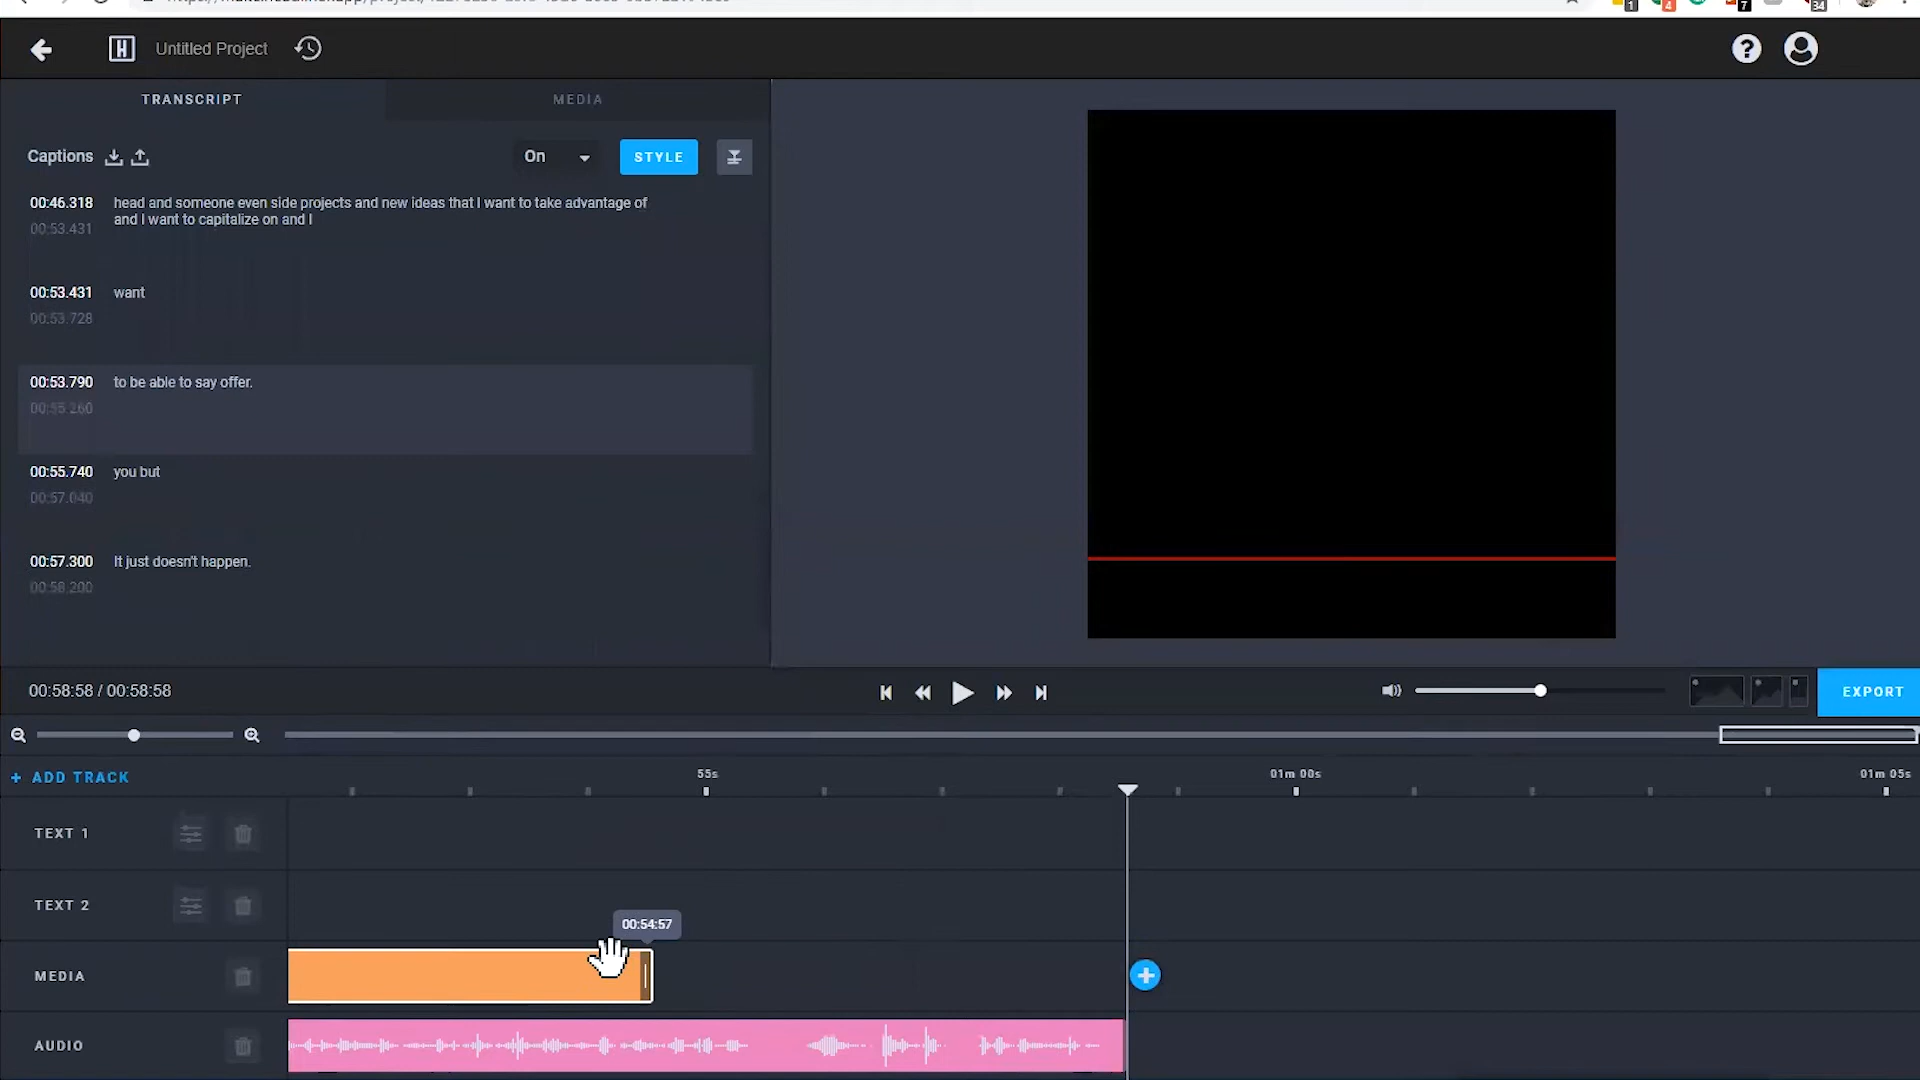 1
4
7
34
H
Untitled Project
?
TRANSCRIPT
MEDIA
Captions
On
STYLE
00:46.318
head and someone even side projects and new ideas that I want to take advantage of
and I want to capitalize on and I
00:53.431
00:53.431
want
00:53.728
00:53.790
to be able to say offer.
00:55.260
00:55.740
you but
00:57.040
00:57.300
It just doesn't happen.
00:58.200
00:58:58 / 00:58:58
EXPORT
+ ADD TRACK
55s
01m 00s
01m 05s
TEXT 1
TEXT 2
00:54:57
MEDIA
AUDIO